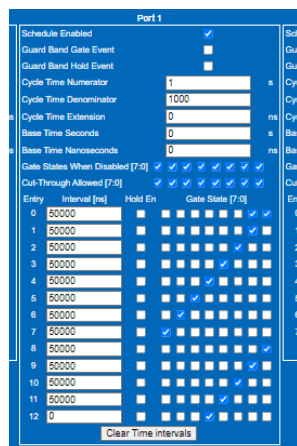 Port 1
Schedule Enabled
Guard Band Gate Event
Guard Band Hold Event
Cycle Time Numerator 1 s
Cycle Time Denominator 1000
Cycle Time Extension 0 ns
Base Time Seconds 0 s
Base Time Nanoseconds 0 ns
Gate States When Disabled [7:0]
Cut-Through Allowed [7:0]
Entry Interval [ns] Hold En Gate State [7:0]
0 50000
1 50000
2 50000
3 50000
4 50000
5 50000
6 50000
7 50000
8 50000
9 50000
10 50000
11 50000
12 0
Clear Time intervals